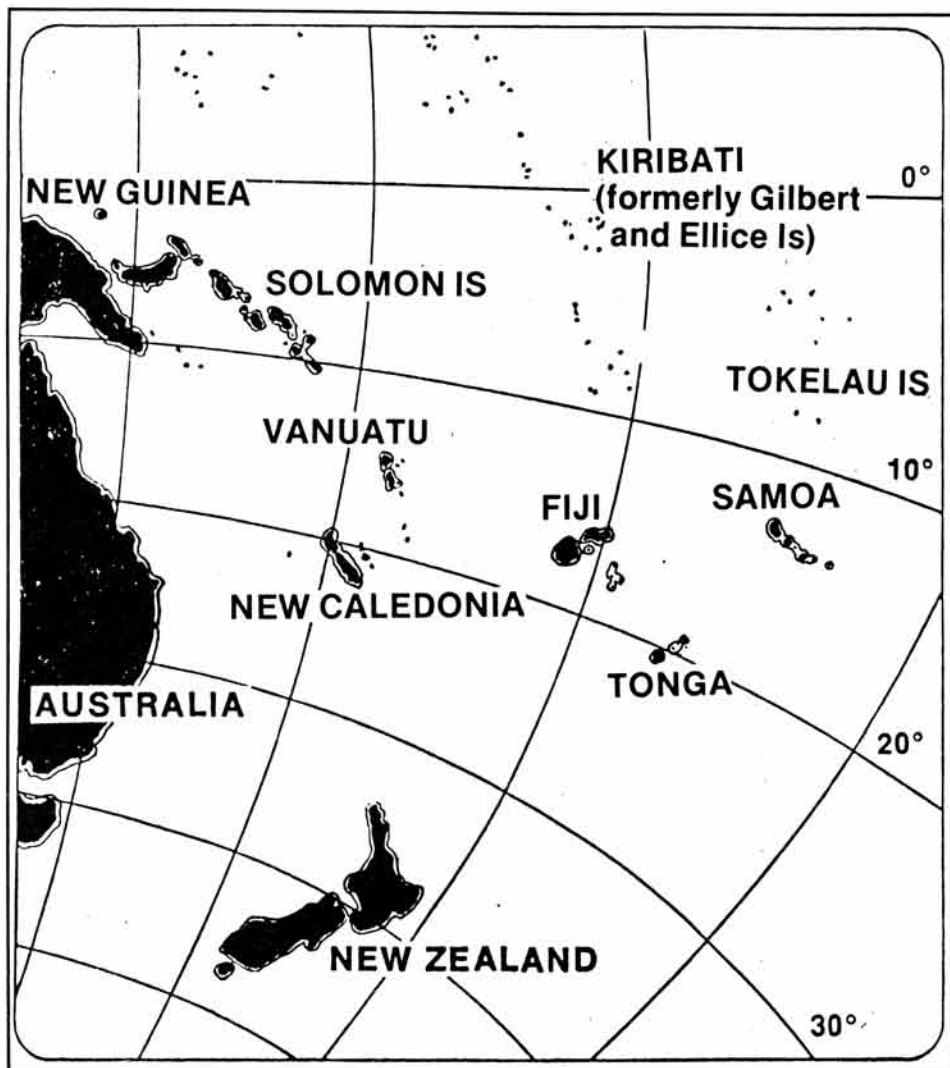 KIRIBATI
(formerly Gilbert
and Ellice Is)
0°
NEW GUINEA
SOLOMON IS
TOKELAU IS
VANUATU
10°
SAMOA
FIJI
NEW CALEDONIA
TONGA
AUSTRALIA
20°
NEW ZEALAND
30°